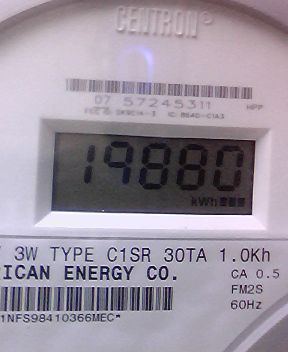 CENTRON®
07 57245311 HPP
19880
kWh
3W TYPE C1SR 30TA 1.0Kh
ICAN ENERGY CO. CA 0.5
FM2S
60Hz
1NFS98410366MEC*